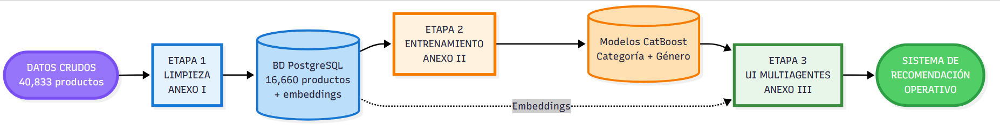 DATOS CRUDOS
40,833 productos
ETAPA 1
LIMPIEZA
ANEXO I
BD PostgreSQL
16,660 productos
+ embeddings
ETAPA 2
ENTRENAMIENTO
ANEXO II
Modelos CatBoost
Categoría + Género
Embeddings
ETAPA 3
UI MULTIAGENTES
ANEXO III
SISTEMA DE
RECOMENDACIÓN
OPERATIVO